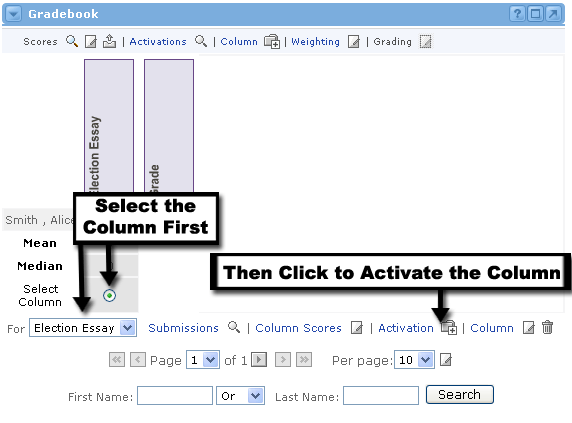 Gradebook
Scores | Activations | Column | Weighting | Grading
Election Essay
Grade
Smith , Alice
Select the
Column First
Mean
Median
Then Click to Activate the Column
Select
Column
For Election Essay Submissions | Column Scores | Activation | Column
Page 1 of 1 Per page: 10
First Name: Or Last Name: Search